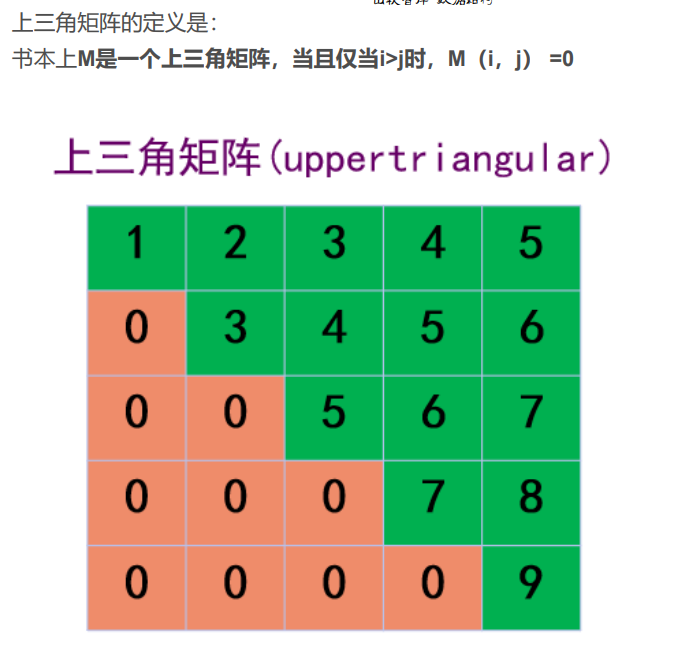 上三角矩阵的定义是：
书本上M是一个上三角矩阵，当且仅当i>j时，M（i，j） =0
上三角矩阵(uppertriangular)
1 2 3 4 5
0 3 4 5 6
0 0 5 6 7
0 0 0 7 8
0 0 0 0 9